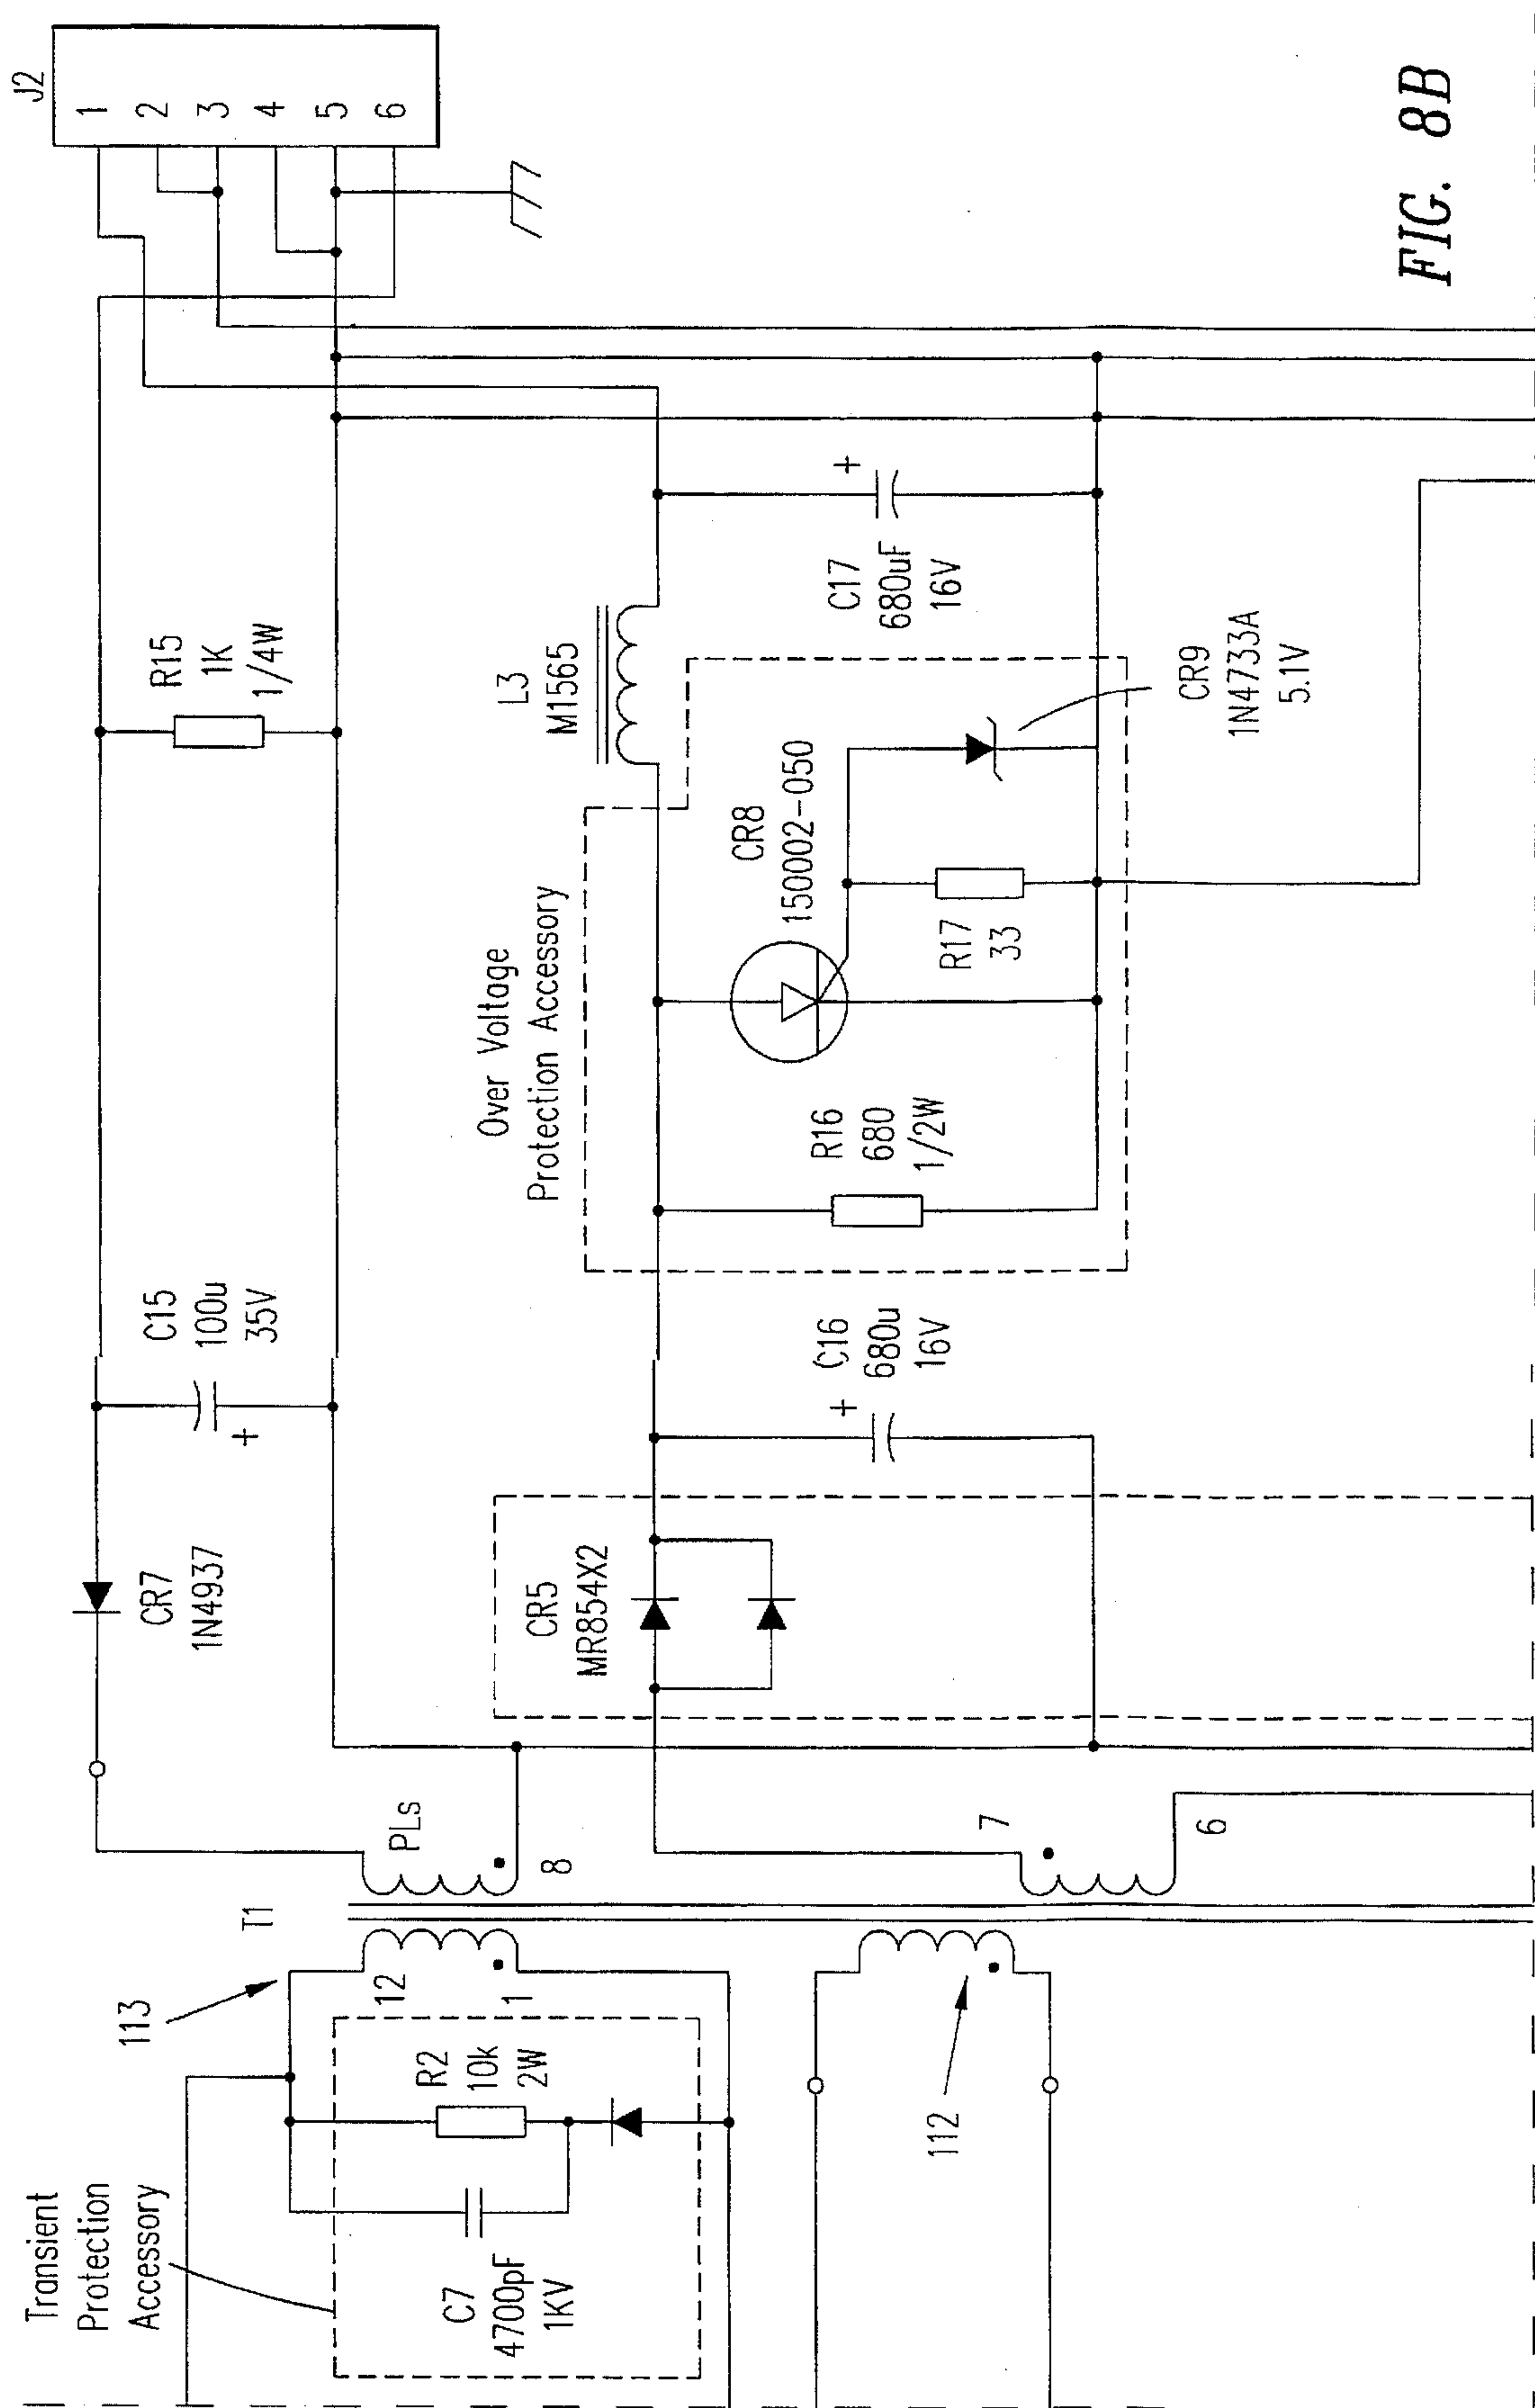 J2
1
2
3
4
5
6
FIG. 8B
R15
1K
1/4W
L3
M1565
C17
680uF
16V
+
CR9
1N4733A
5.1V
CR8
150002-050
R17
33
Over Voltage
Protection Accessory
R16
680
1/2W
C15
100u
35V
+
C16
680u
16V
+
CR7
1N4937
CR5
MR854X2
PLs
8
7
6
T1
113
12
1
R2
10k
2W
112
Transient
Protection
Accessory
C7
4700pF
1KV